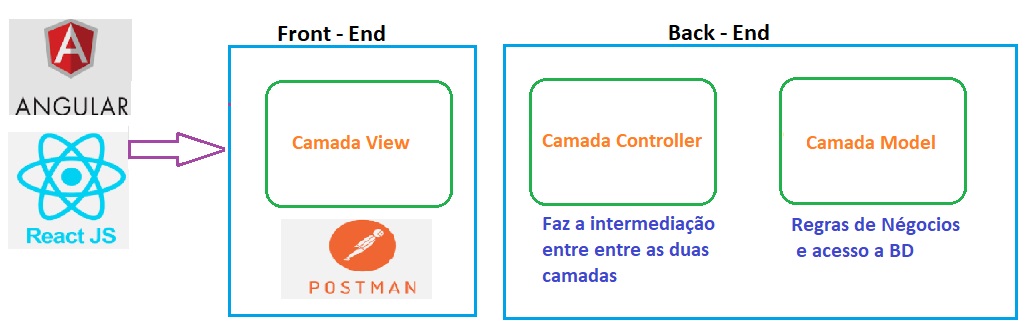 Front - End
Back - End
ANGULAR
React JS
Camada View
POSTMAN
Camada Controller
Faz a intermediação
entre entre as duas
camadas
Camada Model
Regras de Négocios
e acesso a BD